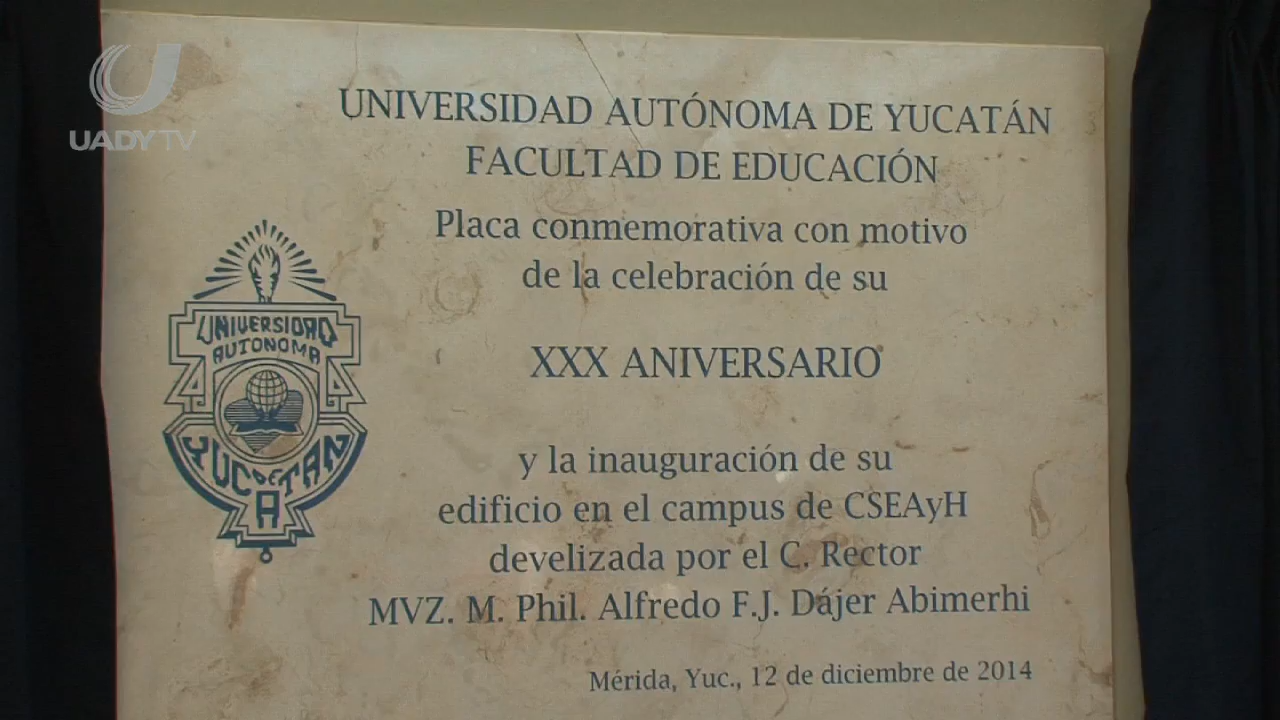 UADY TV
UNIVERSIDAD AUTÓNOMA DE YUCATÁN
FACULTAD DE EDUCACIÓN
Placa conmemorativa con motivo
de la celebración de su
XXX ANIVERSARIO
y la inauguración de su
edificio en el campus de CSEAyH
develizada por el C. Rector
MVZ. M. Phil. Alfredo F.J. Dájer Abimerhi
Mérida, Yuc., 12 de diciembre de 2014
UNIVERSIDAD
AUTONOMA
DE
YUCATAN